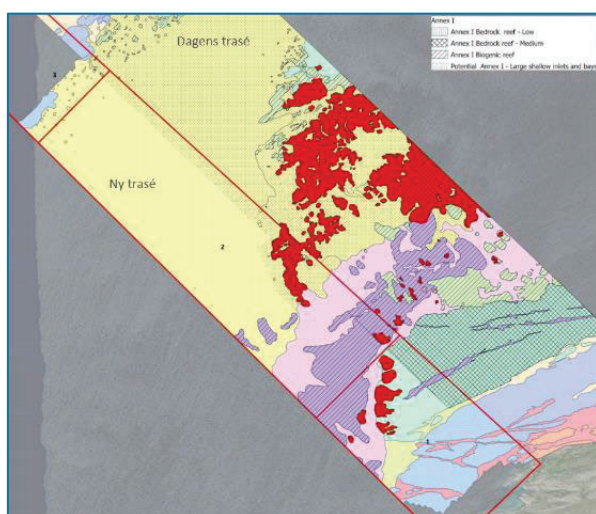 Annex I
Annex I Bedrock reef - Low
Annex I Bedrock reef - Medium
Annex I Biogenic reef
Potential Annex I - Large shallow inlets and bays
Dagens trasé
3
Ny trasé
2
1